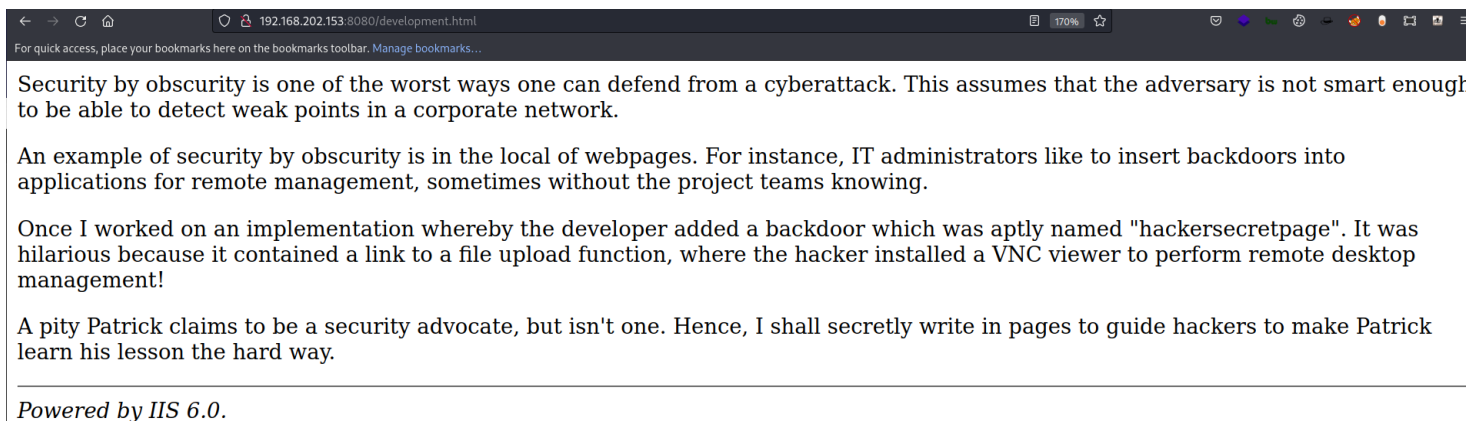 192.168.202.153:8080/development.html
170%
For quick access, place your bookmarks here on the bookmarks toolbar. Manage bookmarks...
Security by obscurity is one of the worst ways one can defend from a cyberattack. This assumes that the adversary is not smart enough
to be able to detect weak points in a corporate network.
An example of security by obscurity is in the local of webpages. For instance, IT administrators like to insert backdoors into
applications for remote management, sometimes without the project teams knowing.
Once I worked on an implementation whereby the developer added a backdoor which was aptly named "hackersecretpage". It was
hilarious because it contained a link to a file upload function, where the hacker installed a VNC viewer to perform remote desktop
management!
A pity Patrick claims to be a security advocate, but isn't one. Hence, I shall secretly write in pages to guide hackers to make Patrick
learn his lesson the hard way.
Powered by IIS 6.0.